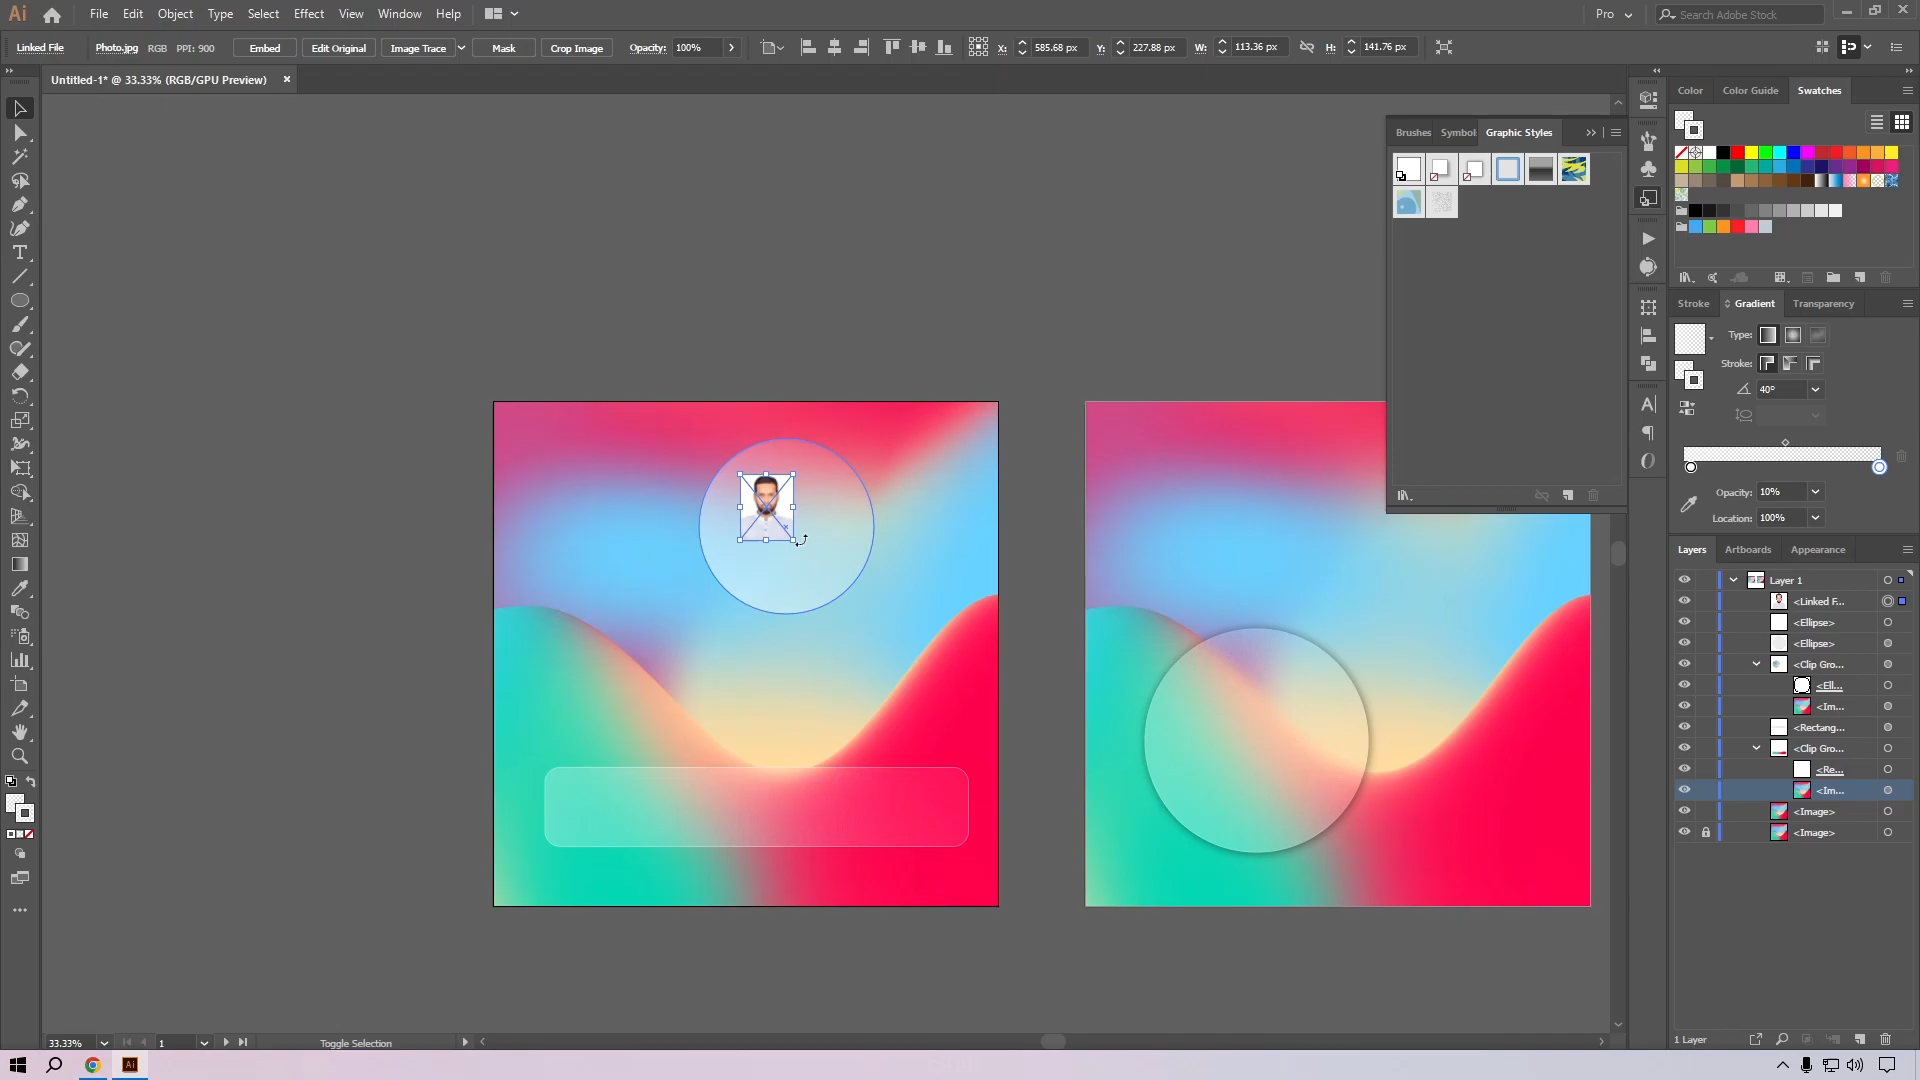 Ai File Edit Object Type Select Effect View Window Help Pro Search Adobe Stock
Linked File Photo.jpg RGB PPI: 900 Embed Edit Original Image Trace Mask Crop Image Opacity: 100% X: 585.68 px Y: 227.88 px W: 113.36 px H: 141.76 px
Untitled-1* @ 33.33% (RGB/GPU Preview)
Color Color Guide Swatches
Brushes Symbol Graphic Styles
Stroke Gradient Transparency
Type:
Stroke:
40°
Opacity: 10%
Location: 100%
Layers Artboards Appearance
Layer 1
<Linked F...
<Ellipse>
<Ellipse>
<Clip Gro...
<Ell...
<Im...
<Rectang...
<Clip Gro...
<Re...
<Im...
<Image>
<Image>
1 Layer
33.33% 1 Toggle Selection
Ai